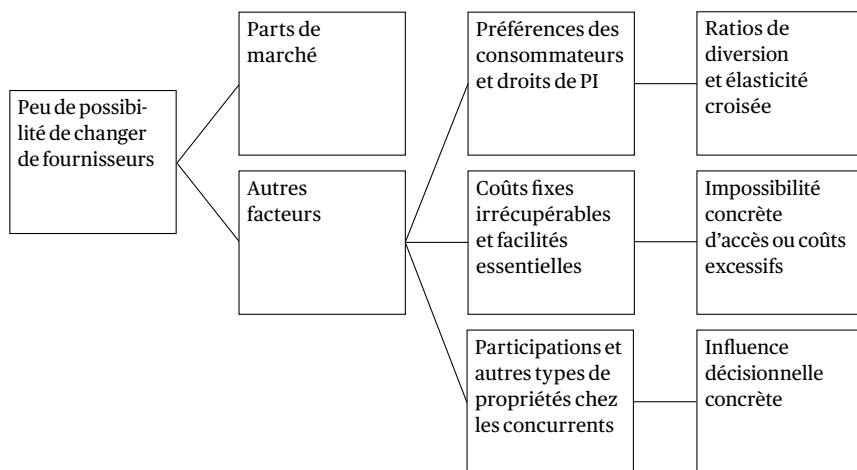 Peu de possibi-
lité de changer
de fournisseurs
Parts de
marché
Autres
facteurs
Préférences des
consommateurs
et droits de PI
Coûts fixes
irrécupérables
et facilités
essentielles
Participations et
autres types de
propriétés chez
les concurrents
Ratios de
diversion
et élasticité
croisée
Impossibilité
concrète
d’accès ou coûts
excessifs
Influence
décisionnelle
concrète